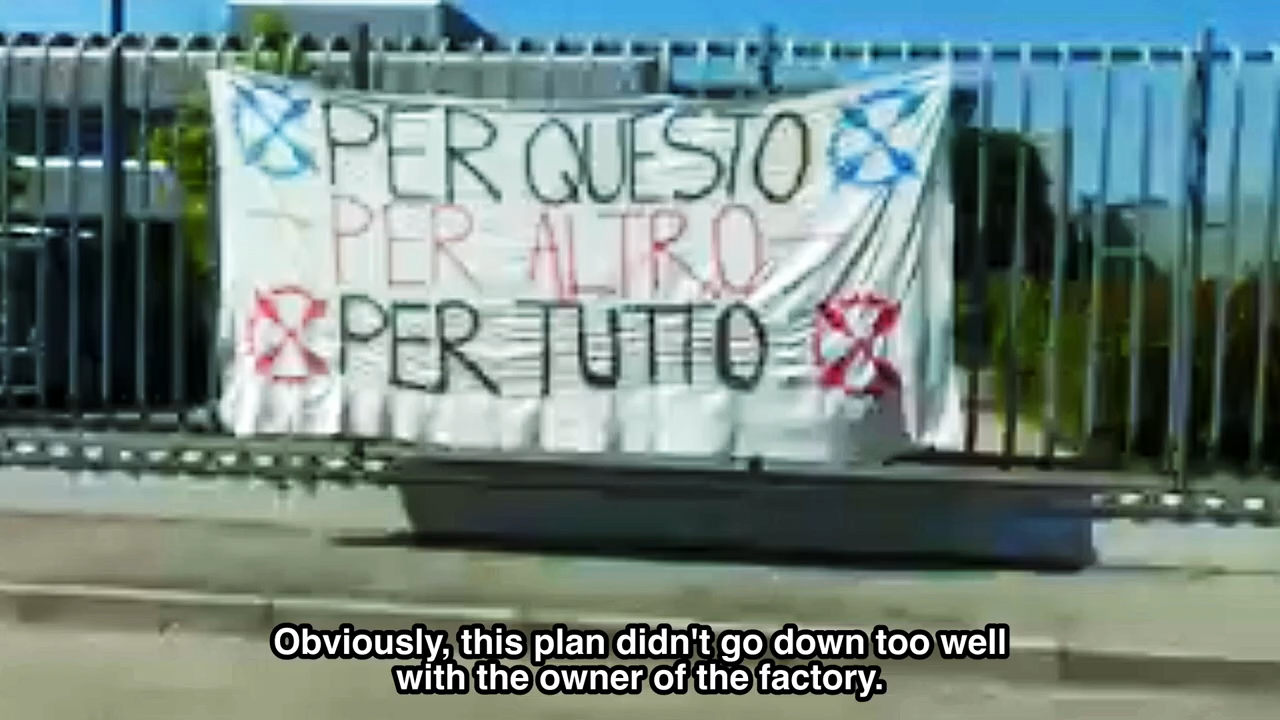 PER QUESTO
PER ALTRO
PER TUTTO
Obviously, this plan didn't go down too well
with the owner of the factory.